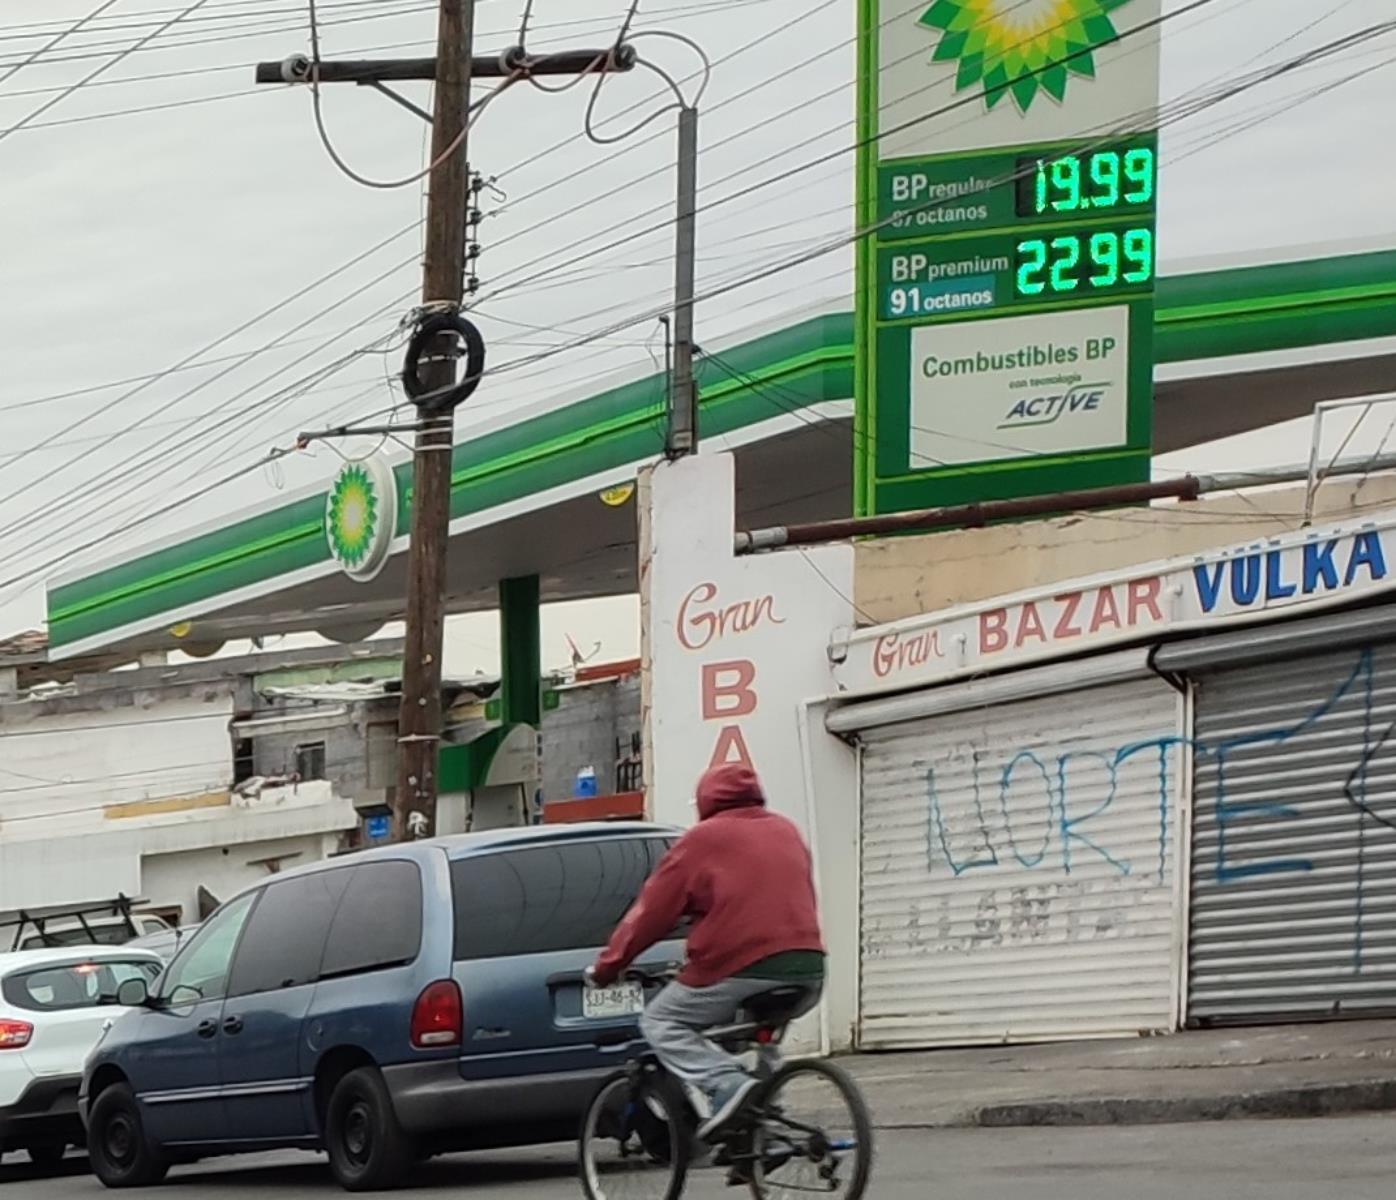 BP regular 19.99
87 octanos
BP premium 22.99
91 octanos
Combustibles BP
con tecnología
ACTIVE
Gran
BA
Gran BAZAR VULKA
NORTE
LLANTA